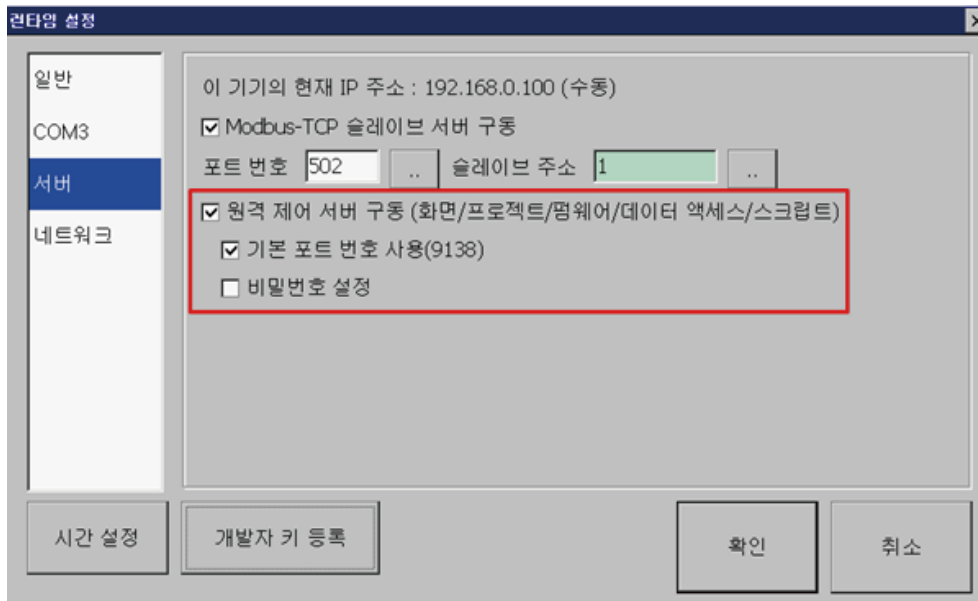 런타임 설정
일반
COM3
서버
네트워크
이 기기의 현재 IP 주소 : 192.168.0.100 (수동)
Modbus-TCP 슬레이브 서버 구동
포트 번호 502 .. 슬레이브 주소 1 ..
원격 제어 서버 구동 (화면/프로젝트/펌웨어/데이터 액세스/스크립트)
기본 포트 번호 사용(9138)
비밀번호 설정
시간 설정 개발자 키 등록 확인 취소